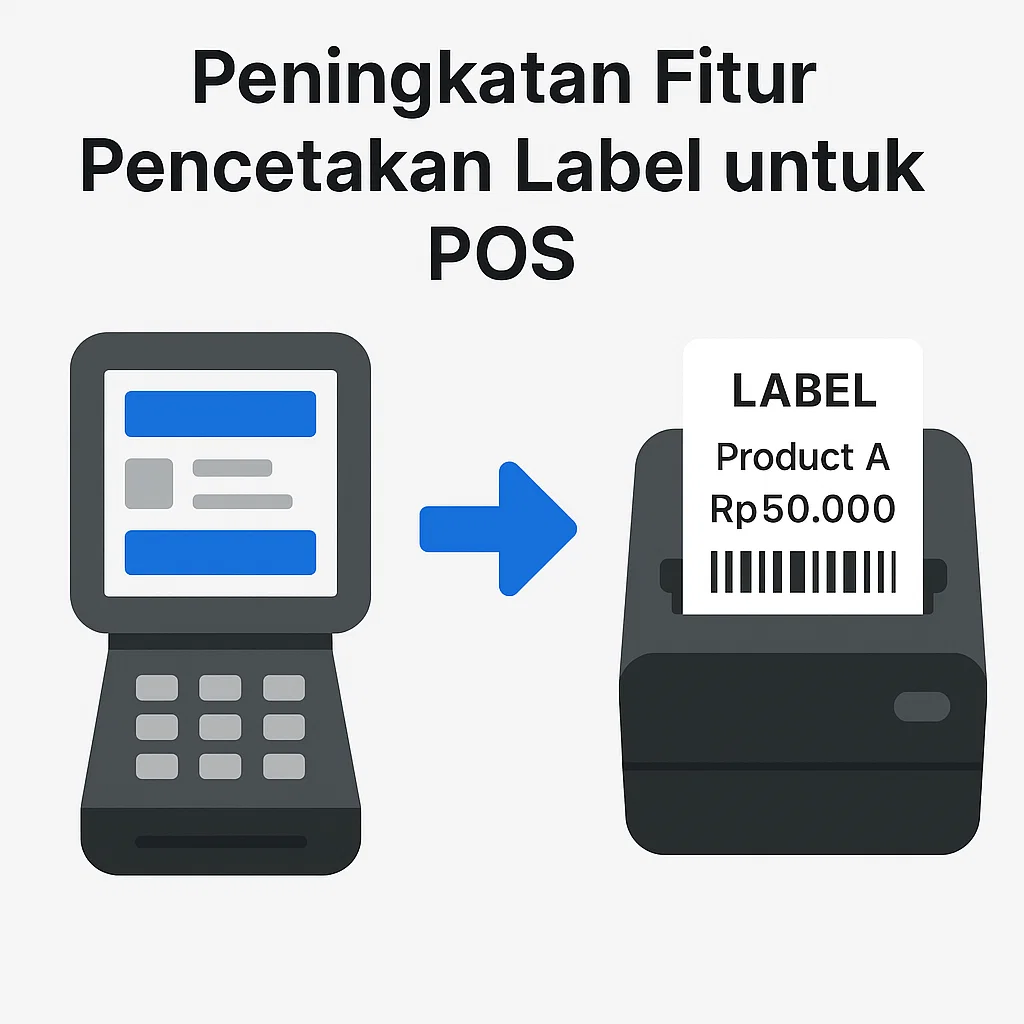 Peningkatan Fitur
Pencetakan Label untuk
POS
LABEL
Product A
Rp50.000